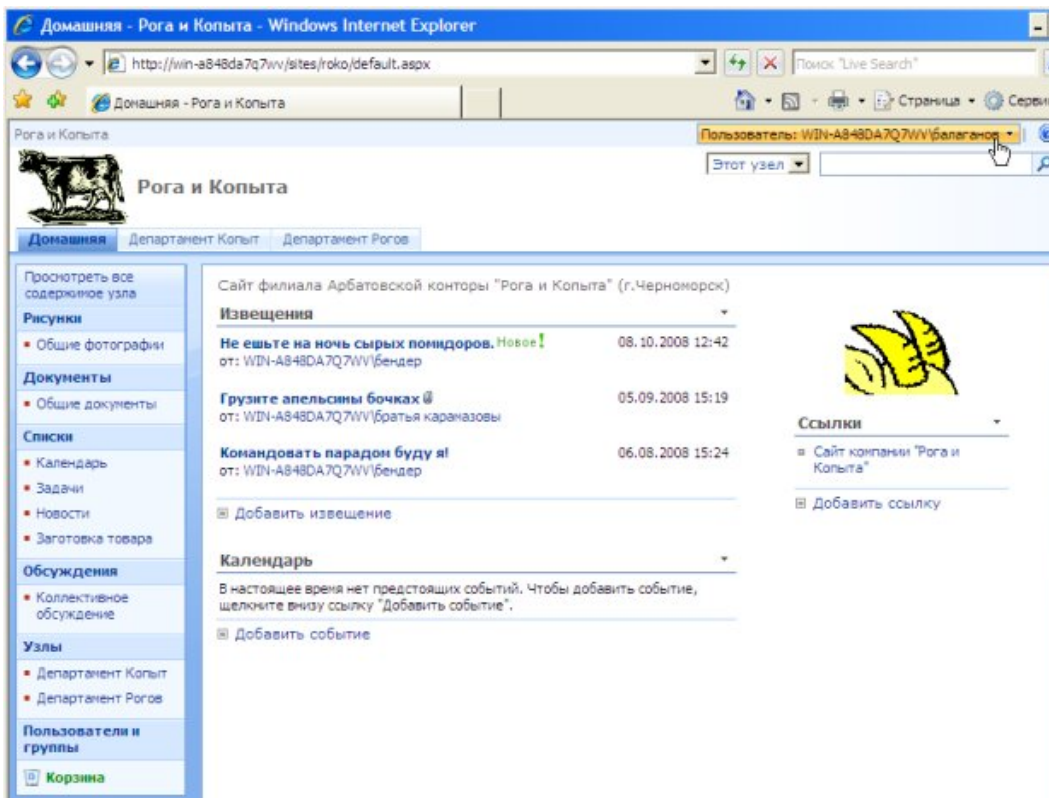 Домашняя - Рога и Копыта - Windows Internet Explorer
http://win-a848da7q7wv/sites/roko/default.aspx
Поиск "Live Search"
Домашняя - Рога и Копыта
Страница
Сервис
Рога и Копыта
Пользователь: WIN-A848DA7Q7WV\балаганов
Этот узел
Рога и Копыта
Домашняя
Департамент Копыт
Департамент Рогов
Просмотреть все
содержимое узла
Рисунки
Общие фотографии
Документы
Общие документы
Списки
Календарь
Задачи
Новости
Заготовка товара
Обсуждения
Коллективное
обсуждение
Узлы
Департамент Копыт
Департамент Рогов
Пользователи и
группы
Корзина
Сайт филиала Арбатовской конторы "Рога и Копыта" (г.Черноморск)
Извещения
Не ешьте на ночь сырых помидоров. Новое! 08.10.2008 12:42
от: WIN-A848DA7Q7WV\бендер
Грузите апельсины бочках 05.09.2008 15:19
от: WIN-A848DA7Q7WV\братья карамазовы
Командовать парадом буду я! 06.08.2008 15:24
от: WIN-A848DA7Q7WV\бендер
Добавить извещение
Календарь
В настоящее время нет предстоящих событий. Чтобы добавить событие,
щелкните внизу ссылку "Добавить событие".
Добавить событие
Ссылки
Сайт компании "Рога и
Копыта"
Добавить ссылку